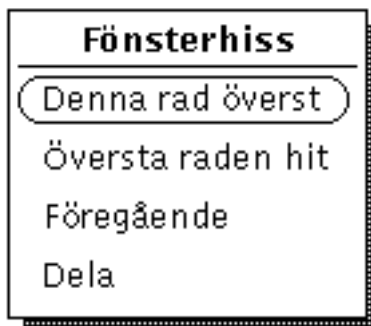 Fönsterhiss
Denna rad överst
Översta raden hit
Föregående
Dela